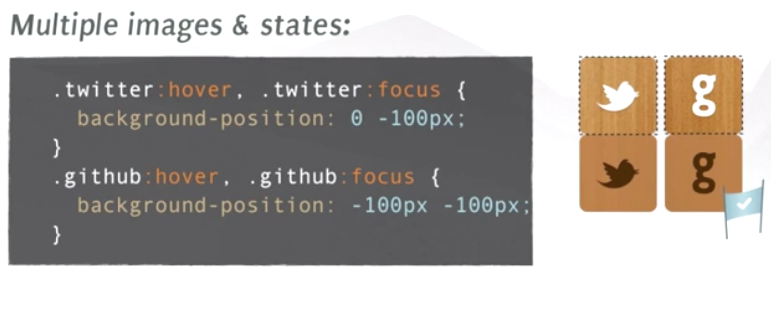 Multiple images & states:
.twitter:hover, .twitter:focus {
background-position: 0 -100px;
}
.github:hover, .github:focus {
background-position: -100px -100px;
}
g
g